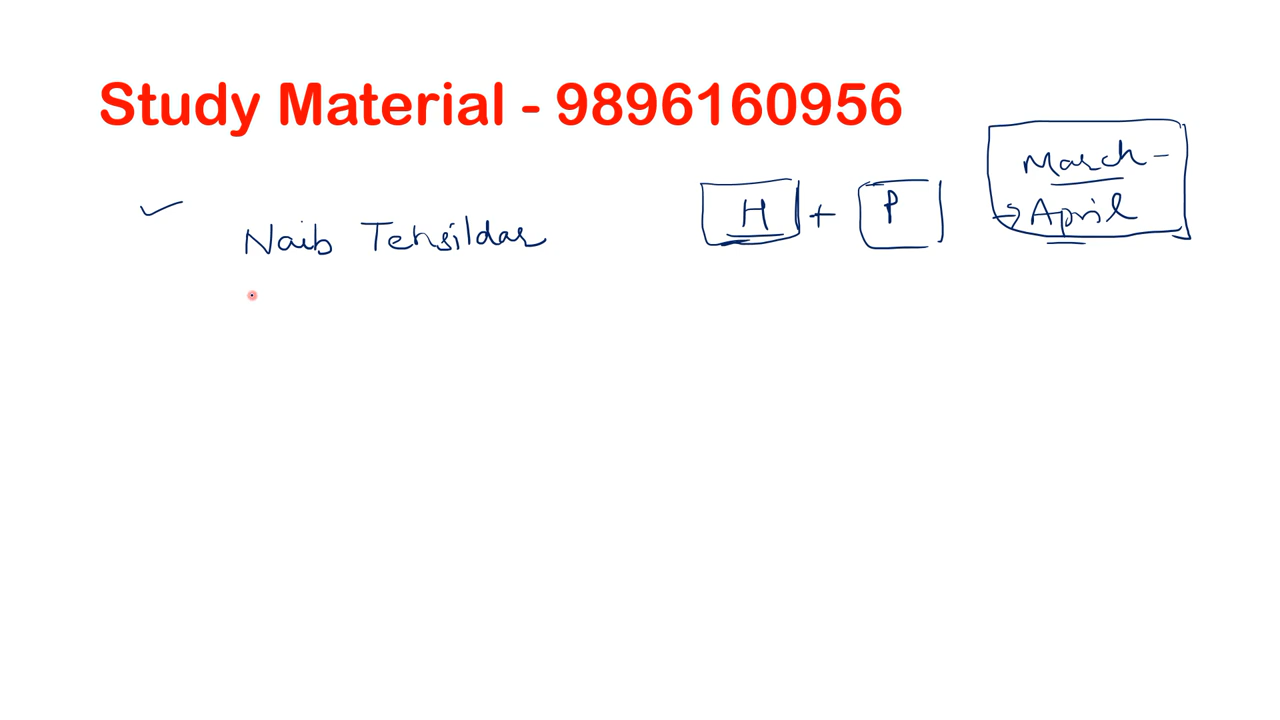 Study Material - 9896160956
Naib Tehsildar
H + P
March -
→ April